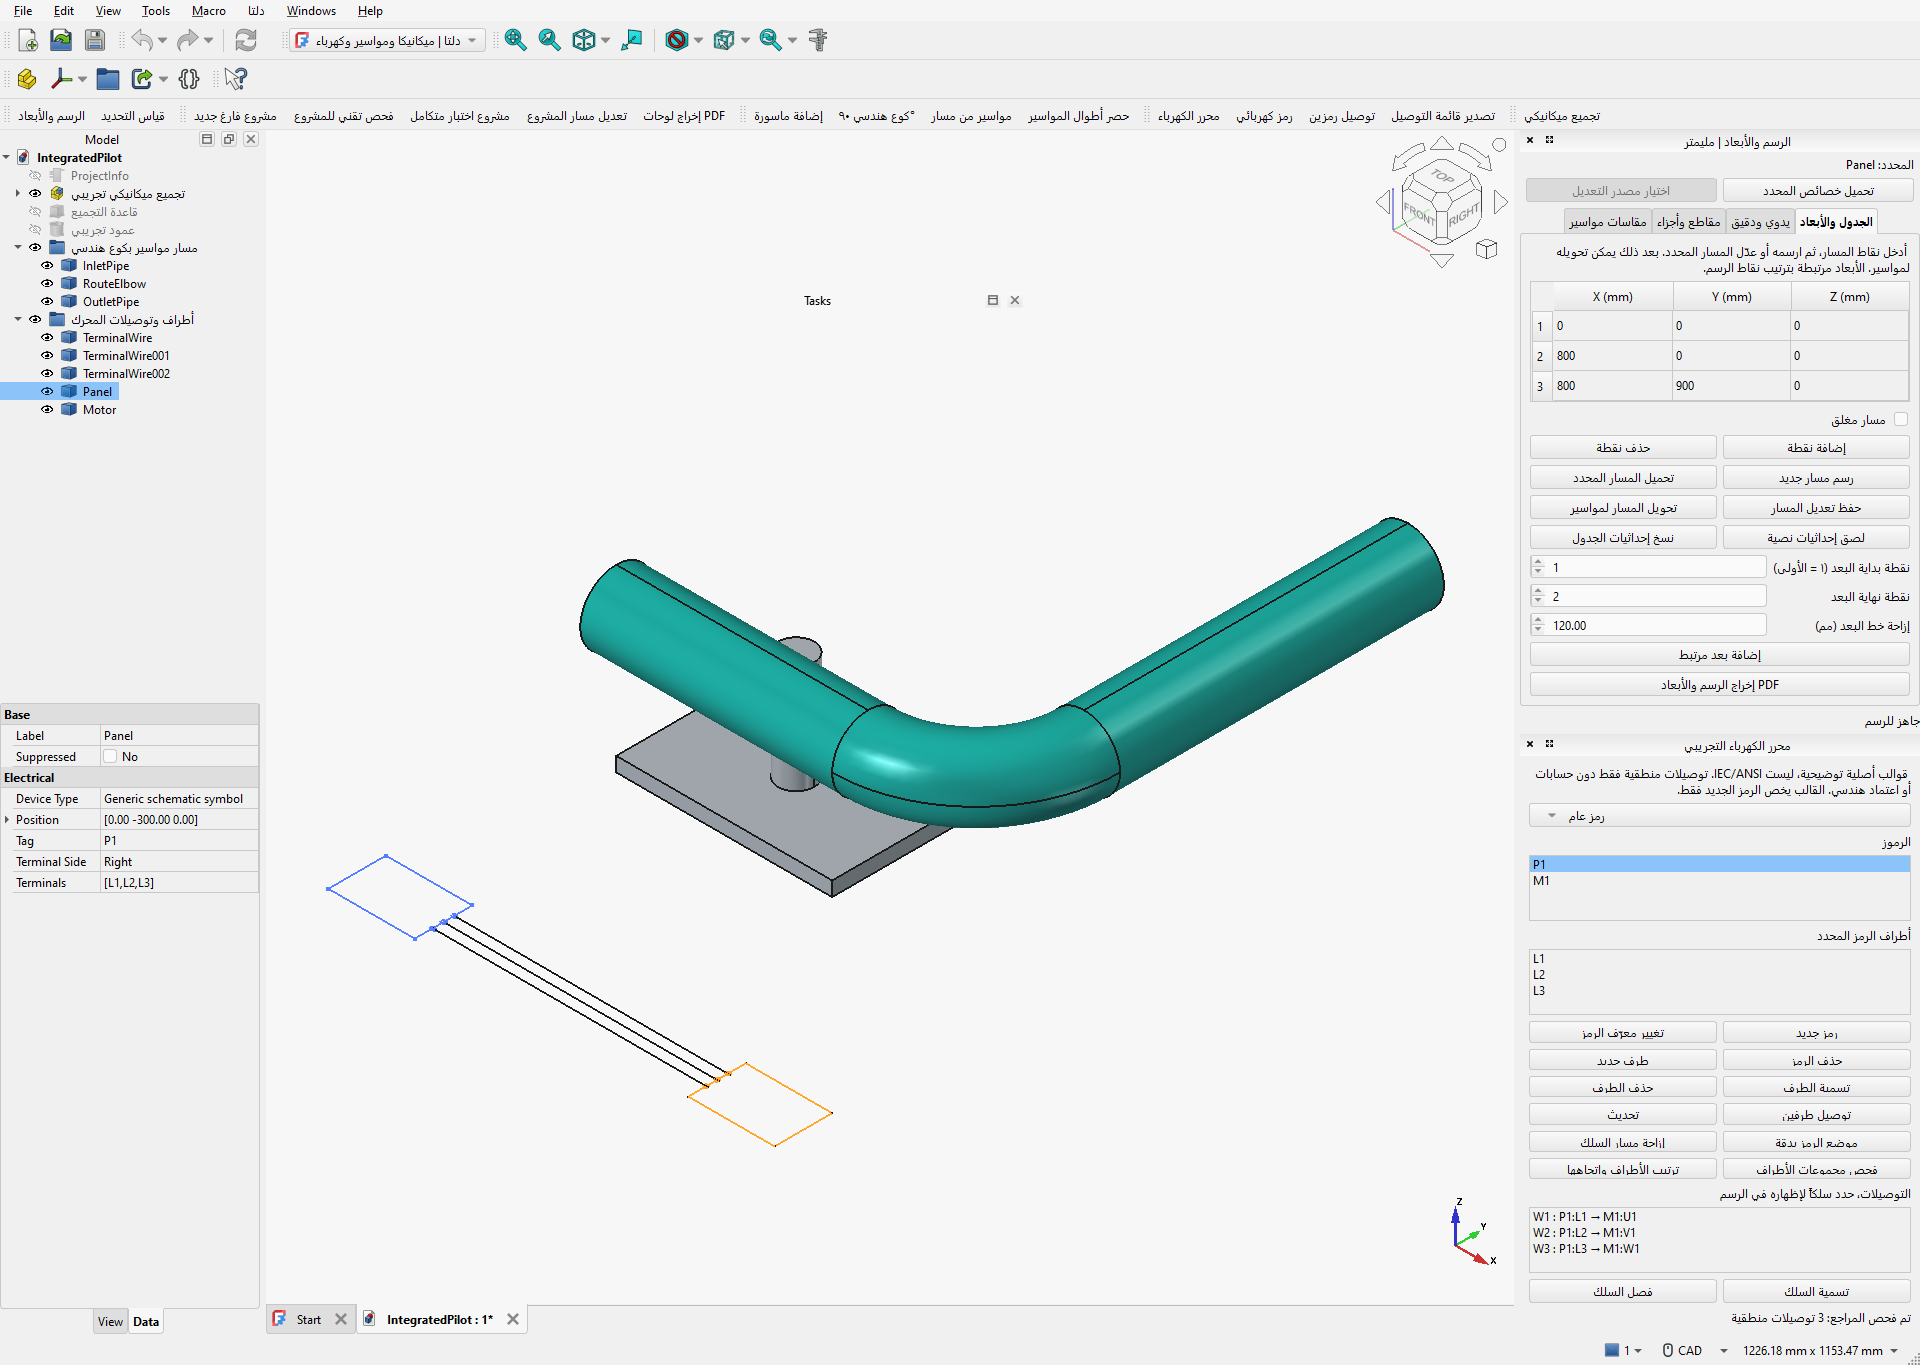 File Edit View Tools Macro دلتا Windows Help
دلتا | ميكانيكا ومواسير وكهرباء
الرسم والأبعاد
قياس التحديد
مشروع فارغ جديد
فحص تقني للمشروع
مشروع اختبار متكامل
تعديل مسار المشروع
إخراج لوحات PDF
إضافة ماسورة
كوع هندسي ٩٠°
مواسير من مسار
حصر أطوال المواسير
محرر الكهرباء
رمز كهربائي
توصيل رمزين
تصدير قائمة التوصيل
تجميع ميكانيكي
Model
IntegratedPilot
ProjectInfo
تجميع ميكانيكي تجريبي
قاعدة التجميع
عمود تجريبي
مسار مواسير بكوع هندسي
InletPipe
RouteElbow
OutletPipe
أطراف وتوصيلات المحرك
TerminalWire
TerminalWire001
TerminalWire002
Panel
Motor
Base
Label Panel
Suppressed No
Electrical
Device Type Generic schematic symbol
Position [0.00 -300.00 0.00]
Tag P1
Terminal Side Right
Terminals [L1,L2,L3]
View Data
Tasks
TOP
FRONT
RIGHT
Z
Y
X
Start
IntegratedPilot : 1*
الرسم والأبعاد | مليمتر
المحدد: Panel
تحميل خصائص المحدد
اختيار مصدر التعديل
الجدول والأبعاد
يدوي ودقيق
مقاطع وأجزاء
مقاسات مواسير
أدخل نقاط المسار، ثم ارسمه أو عدّل المسار المحدد. بعد ذلك يمكن تحويله
لمواسير. الأبعاد مرتبطة بترتيب نقاط الرسم.
X (mm) Y (mm) Z (mm)
1 0 0 0
2 800 0 0
3 800 900 0
مسار مغلق
إضافة نقطة
حذف نقطة
رسم مسار جديد
تحميل المسار المحدد
حفظ تعديل المسار
تحويل المسار لمواسير
لصق إحداثيات نصية
نسخ إحداثيات الجدول
نقطة بداية البعد (١ = الأولى) 1
نقطة نهاية البعد 2
إزاحة خط البعد (مم) 120.00
إضافة بعد مرتبط
إخراج الرسم والأبعاد PDF
جاهز للرسم
محرر الكهرباء التجريبي
قوالب أصلية توضيحية، ليست IEC/ANSI. توصيلات منطقية فقط دون حسابات
أو اعتماد هندسي. القالب يخص الرمز الجديد فقط.
رمز عام
الرموز
P1
M1
أطراف الرمز المحدد
L1
L2
L3
رمز جديد
تغيير معرّف الرمز
حذف الرمز
طرف جديد
تسمية الطرف
حذف الطرف
توصيل طرفين
تحديث
موضع الرمز بدقة
إزاحة مسار السلك
فحص مجموعات الأطراف
ترتيب الأطراف واتجاهها
التوصيلات، حدد سلكاً لإظهاره في الرسم
W1 : P1:L1 → M1:U1
W2 : P1:L2 → M1:V1
W3 : P1:L3 → M1:W1
تسمية السلك
فصل السلك
تم فحص المراجع: 3 توصيلات منطقية
1 CAD 1226.18 mm x 1153.47 mm